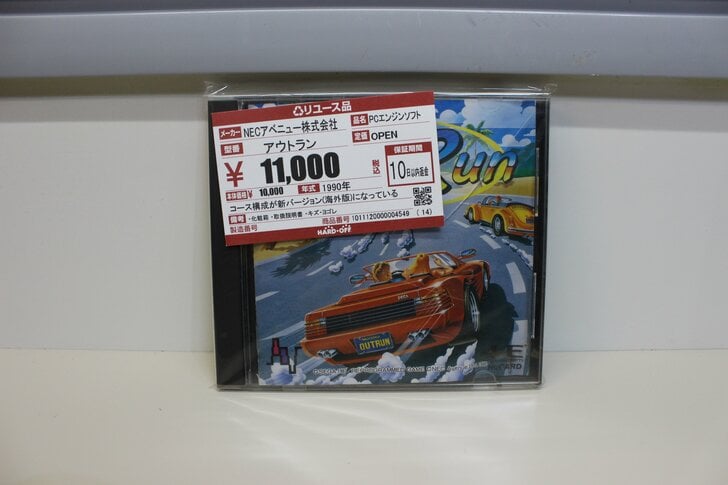 リユース品
メーカー NECアベニュー株式会社 品名 PCエンジンソフト
型番 アウトラン 定価 OPEN
¥11,000 税込 保証期間 10日以内返金
本体価格 ¥ 10,000 年式 1990年
コース構成が新バージョン(海外版)になっている
備考 ・化粧箱・取扱説明書・キズ・ヨゴレ
製造番号 商品番号 1011120000004549 (14)
HARD-OFF
Run
OUTRUN